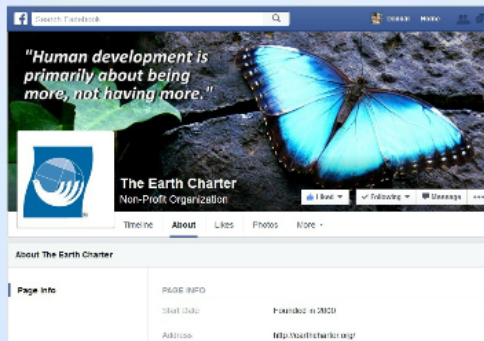 Search Facebook
Home
"Human development is
primarily about being
more, not having more."
The Earth Charter
Non-Profit Organization
Liked
Following
Message
Timeline About Likes Photos More
About The Earth Charter
Page Info
PAGE INFO
Start Date Founded in 2000
Address http://earthcharter.org/